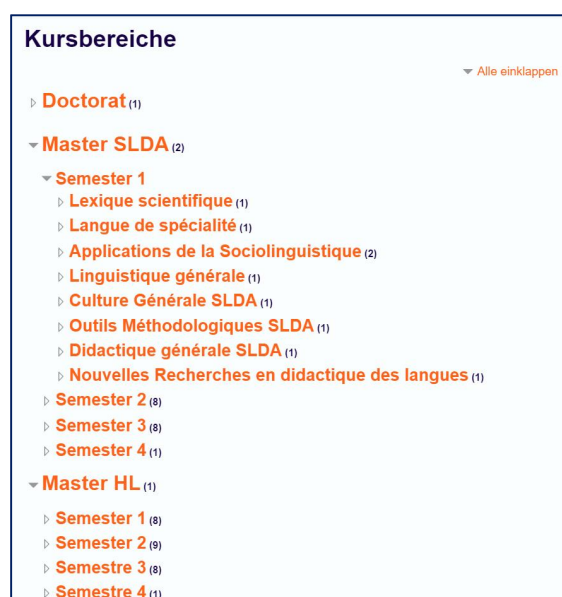 Kursbereiche
Alle einklappen
Doctorat (1)
Master SLDA (2)
Semester 1
Lexique scientifique (1)
Langue de spécialité (1)
Applications de la Sociolinguistique (2)
Linguistique générale (1)
Culture Générale SLDA (1)
Outils Méthodologiques SLDA (1)
Didactique générale SLDA (1)
Nouvelles Recherches en didactique des langues (1)
Semester 2 (8)
Semester 3 (8)
Semester 4 (1)
Master HL (1)
Semester 1 (8)
Semester 2 (9)
Semestre 3 (8)
Semestre 4 (1)